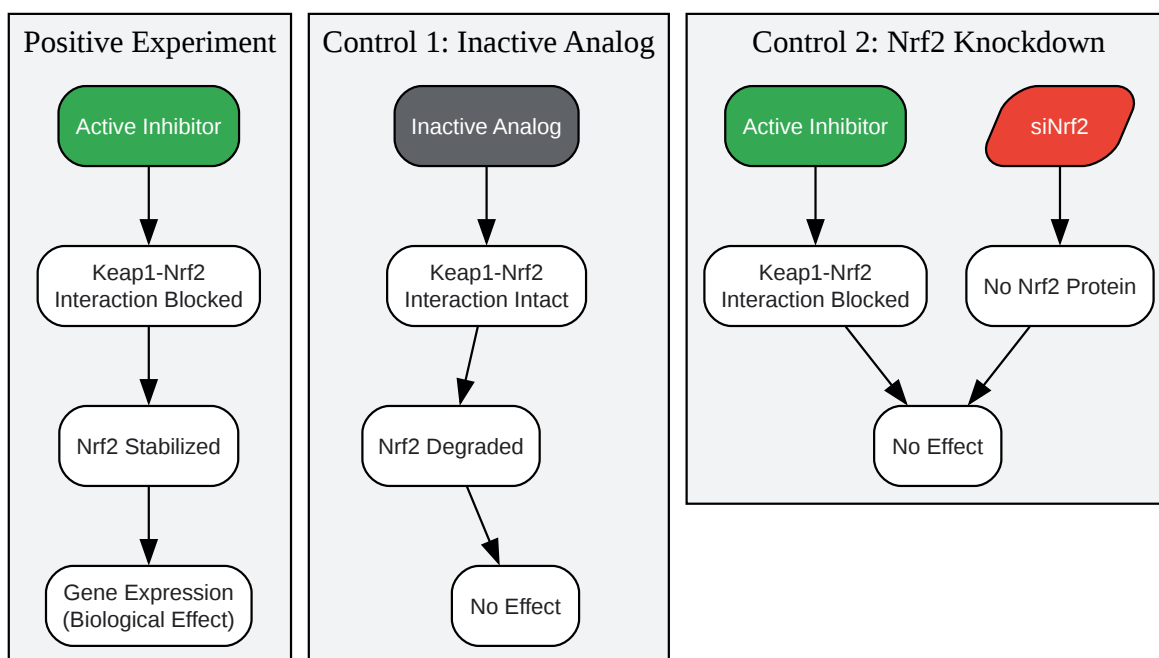 Positive Experiment
Active Inhibitor
Keap1-Nrf2
Interaction Blocked
Nrf2 Stabilized
Gene Expression
(Biological Effect)
Control 1: Inactive Analog
Inactive Analog
Keap1-Nrf2
Interaction Intact
Nrf2 Degraded
No Effect
Control 2: Nrf2 Knockdown
Active Inhibitor
siNrf2
Keap1-Nrf2
Interaction Blocked
No Nrf2 Protein
No Effect